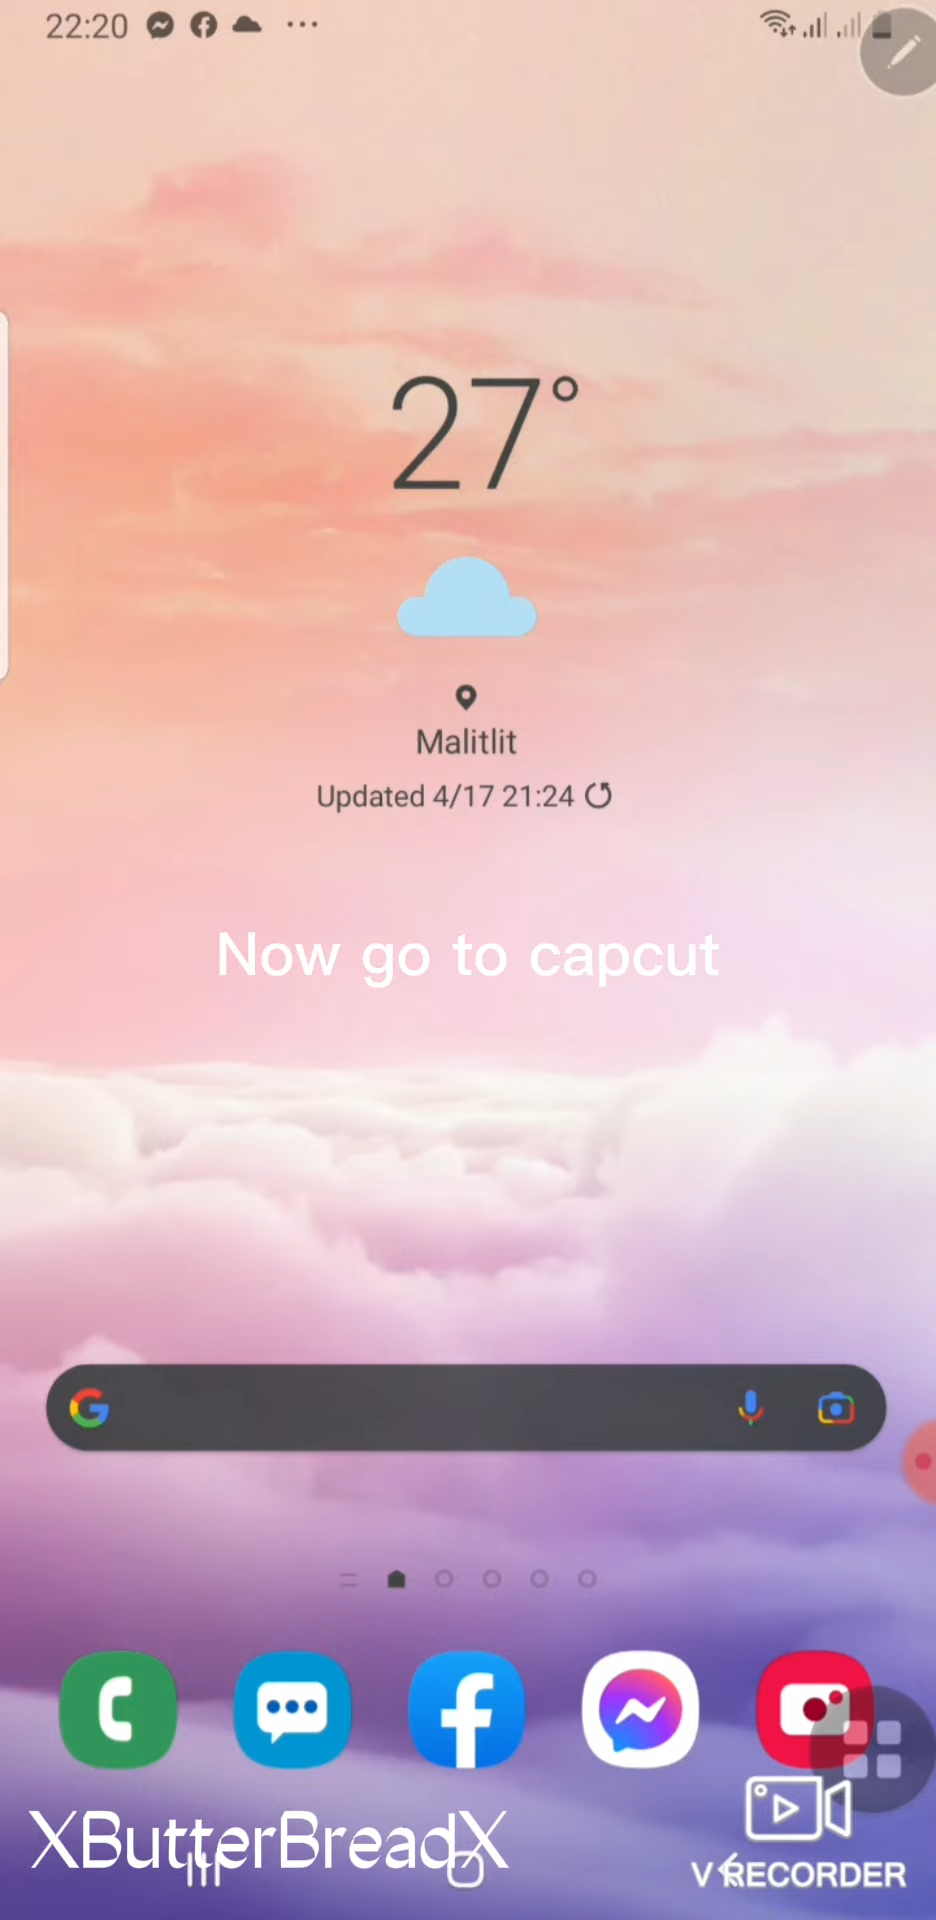 22:20
27°
Malitlit
Updated 4/17 21:24
Now go to capcut
XButterBreadX
V RECORDER